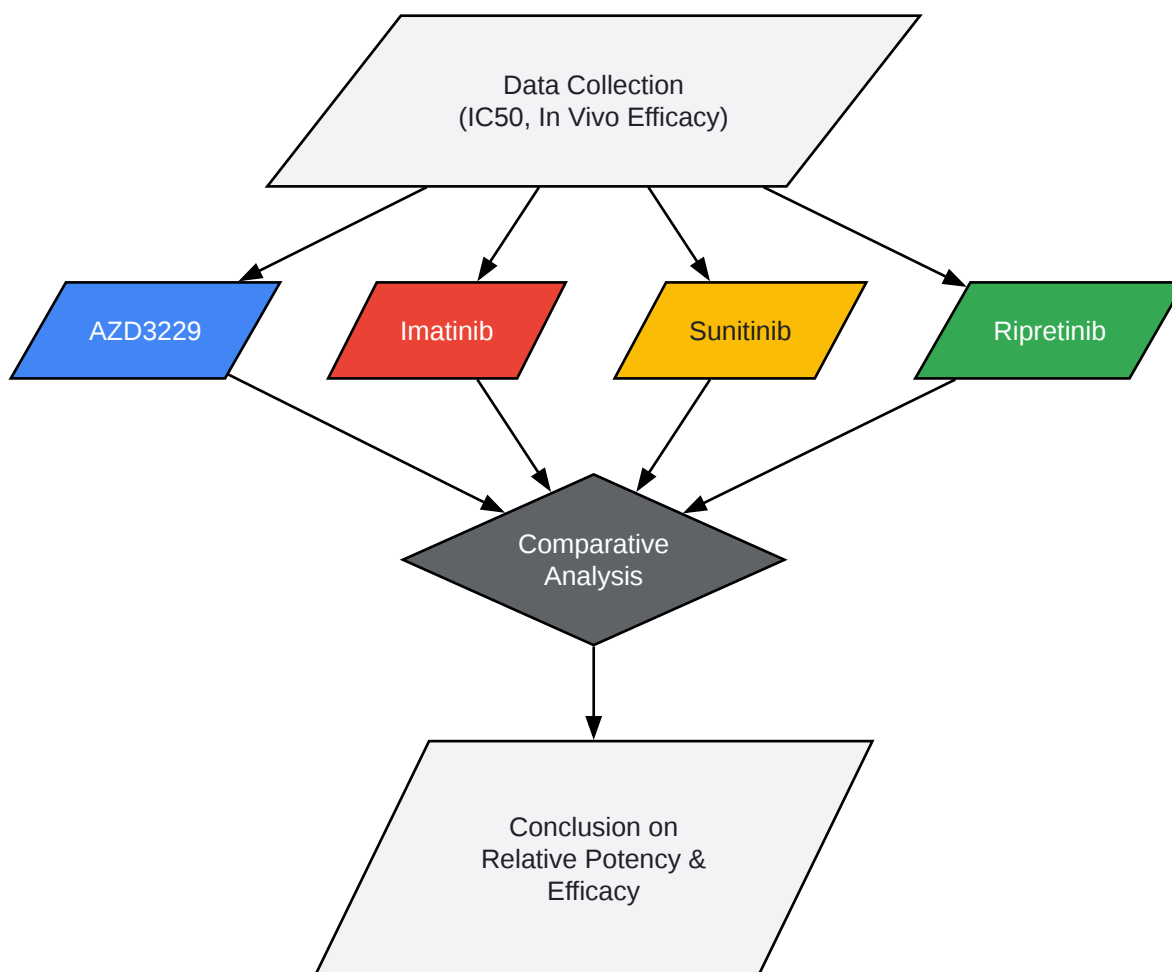 Data Collection
(IC50, In Vivo Efficacy)
AZD3229
Imatinib
Sunitinib
Ripretinib
Comparative
Analysis
Conclusion on
Relative Potency &
Efficacy